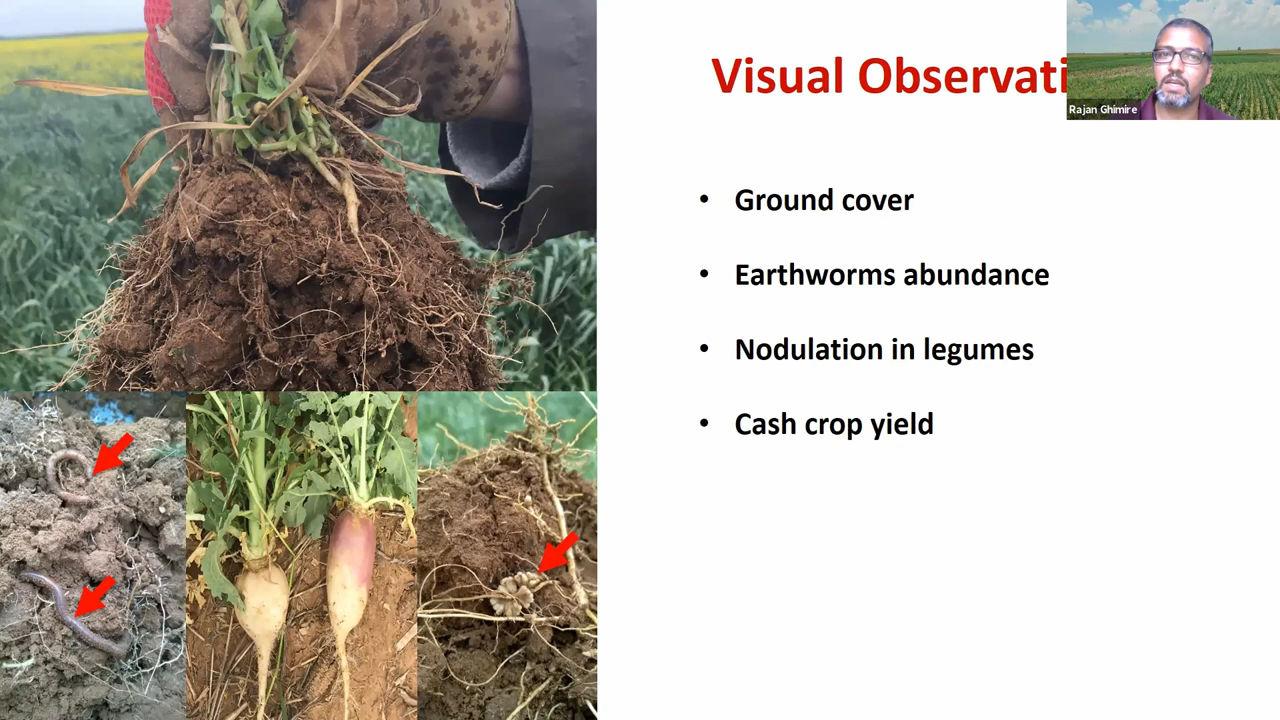 Visual Observati
Rajan Ghimire
• Ground cover
• Earthworms abundance
• Nodulation in legumes
• Cash crop yield